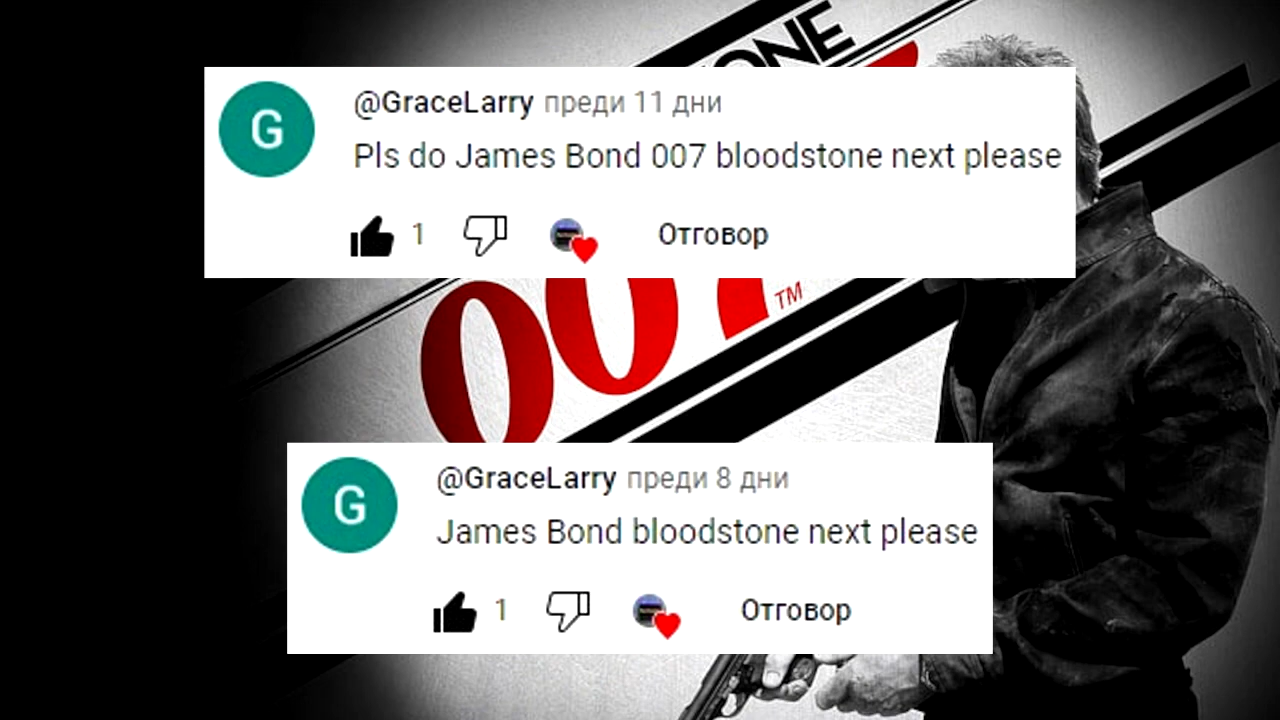 ONE
G
@GraceLarry преди 11 дни
Pls do James Bond 007 bloodstone next please
1
Отговор
007 TM
G
@GraceLarry преди 8 дни
James Bond bloodstone next please
1
Отговор